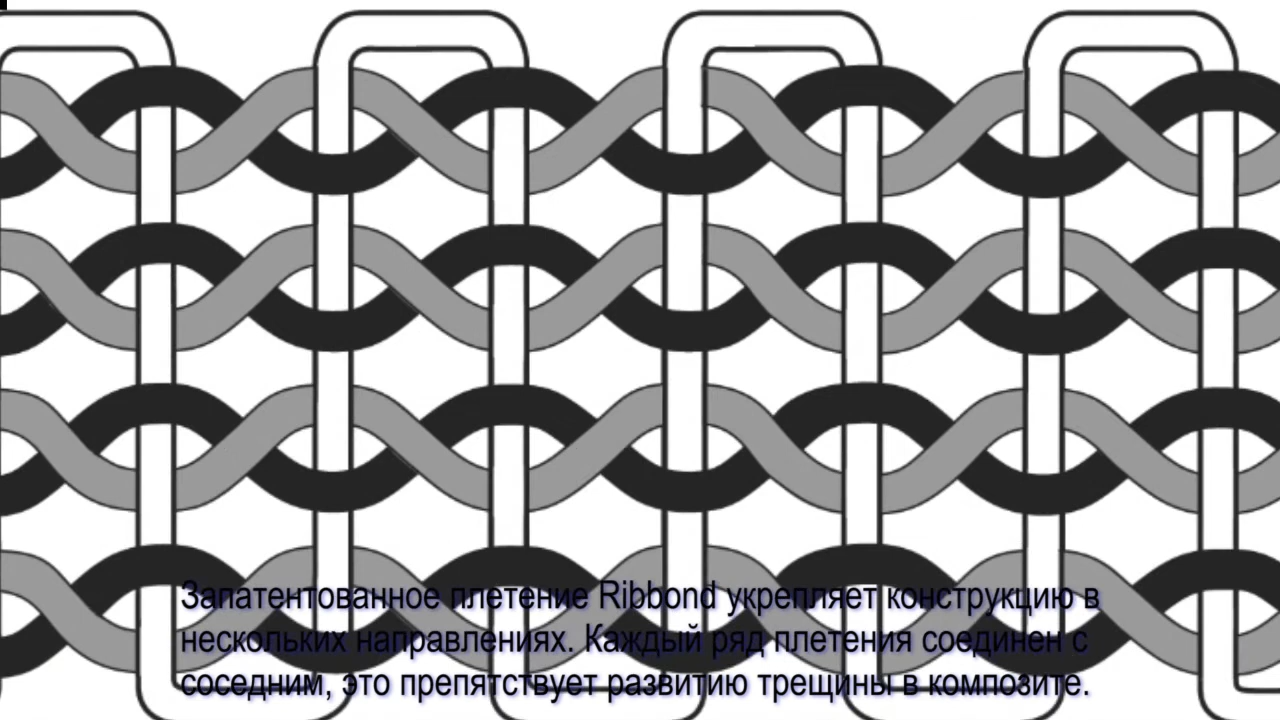 Запатентованное плетение Ribbond укрепляет конструкцию в
нескольких направлениях. Каждый ряд плетения соединен с
соседним, это препятствует развитию трещины в композите.